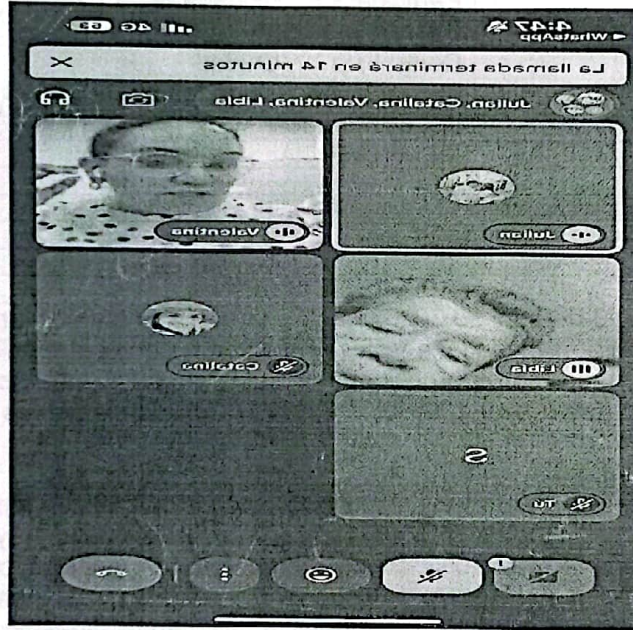 4:47
4G 63
◄ WhatsApp
La llamada terminará en 14 minutos
Julian, Catalina, Valentina, Libia,
Julian
Valentina
Libia
Catalina
S
Tú
!